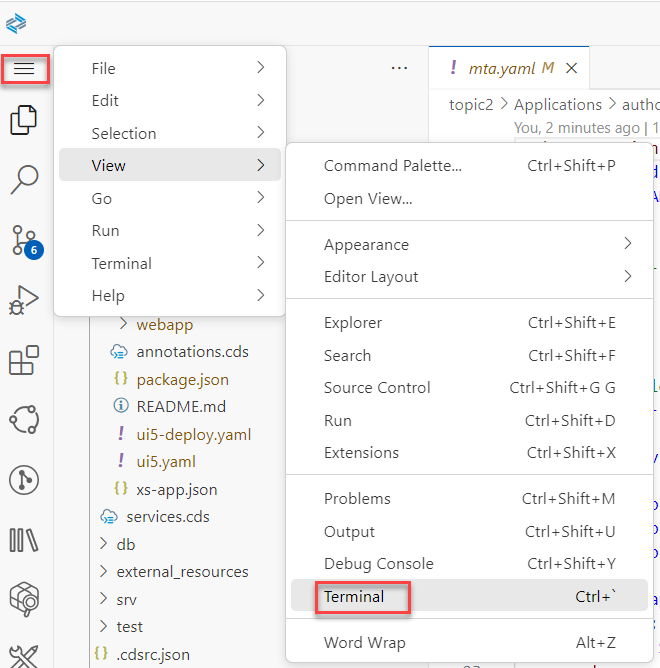 File
Edit
Selection
View
Go
Run
Terminal
Help
...
! mta.yaml M
topic2 > Applications > autho
You, 2 minutes ago | 1
Command Palette... Ctrl+Shift+P
Open View...
Appearance
Editor Layout
Explorer Ctrl+Shift+E
Search Ctrl+Shift+F
Source Control Ctrl+Shift+G G
Run Ctrl+Shift+D
Extensions Ctrl+Shift+X
Problems Ctrl+Shift+M
Output Ctrl+Shift+U
Debug Console Ctrl+Shift+Y
Terminal Ctrl+`
Word Wrap Alt+Z
6
webapp
annotations.cds
{} package.json
README.md
! ui5-deploy.yaml
! ui5.yaml
{} xs-app.json
services.cds
db
external_resources
srv
test
{} .cdsrc.json